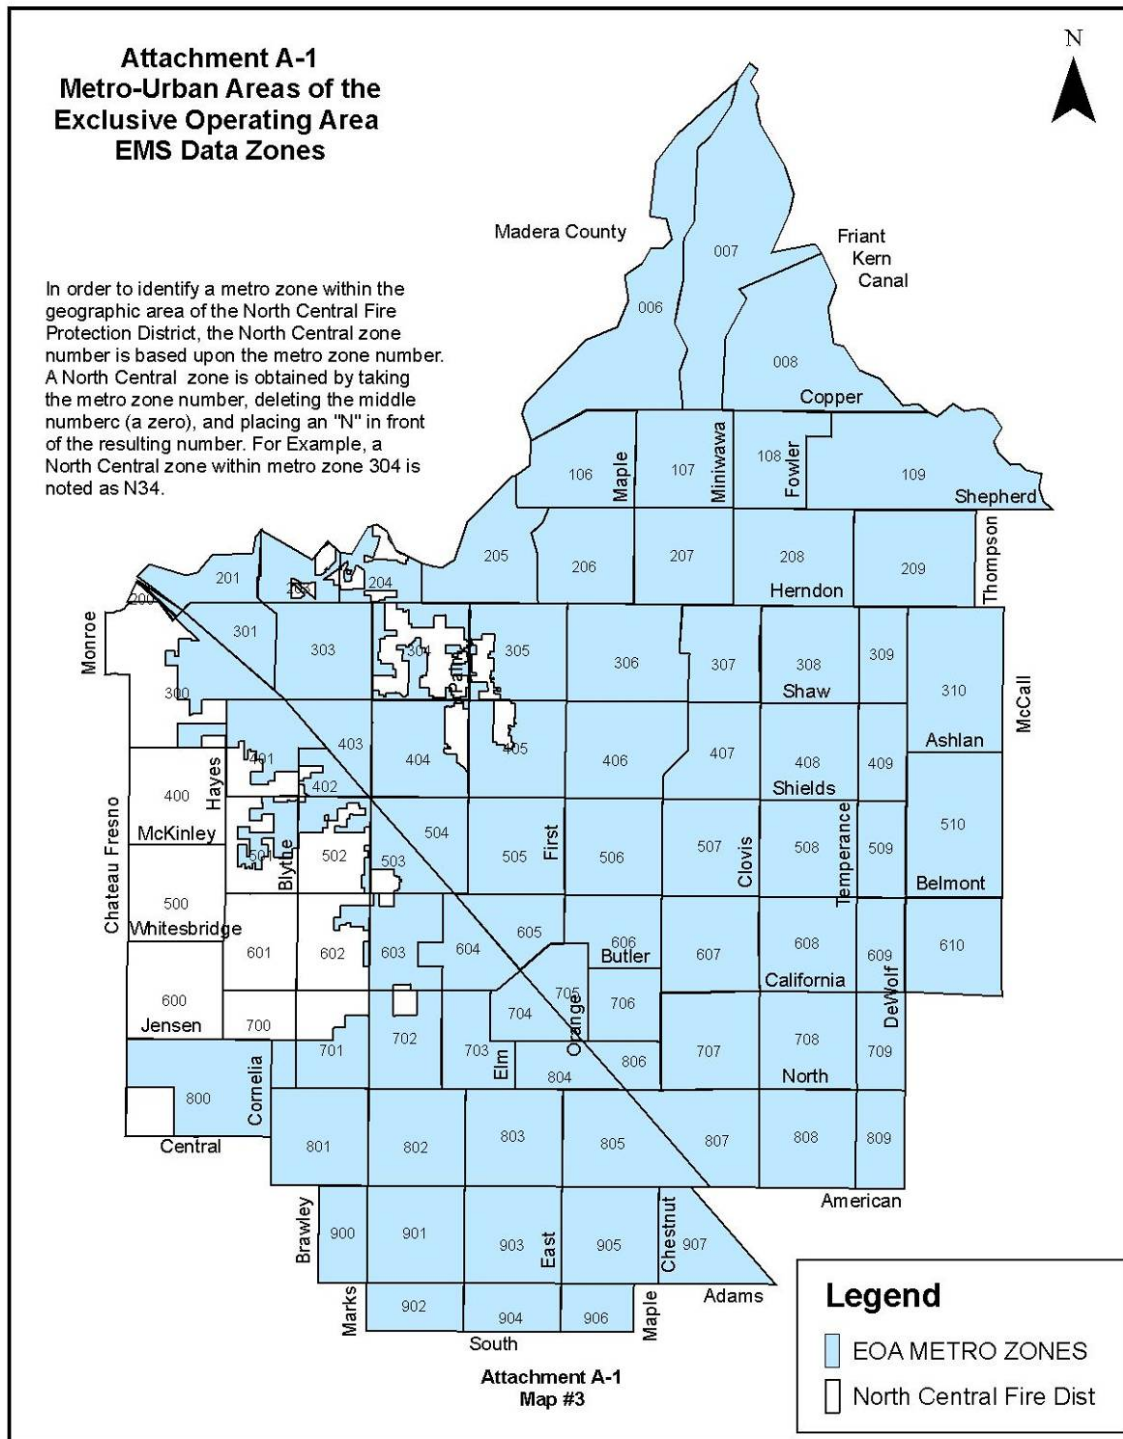 Attachment A-1
Metro-Urban Areas of the
Exclusive Operating Area
EMS Data Zones
N
Madera County
Friant
Kern
Canal
In order to identify a metro zone within the
geographic area of the North Central Fire
Protection District, the North Central zone
number is based upon the metro zone number.
A North Central zone is obtained by taking
the metro zone number, deleting the middle
numberc (a zero), and placing an "N" in front
of the resulting number. For Example, a
North Central zone within metro zone 304 is
noted as N34.
007
006
008
Copper
106
Maple
107
Miniwawa
108
Fowler
109
Shepherd
200
201
203
204
205
206
207
208
209
Herndon
Thompson
Monroe
300
301
303
304
Palm
305
306
307
308
309
310
Shaw
McCall
Ashlan
400
Hayes
401
402
403
404
405
406
407
408
409
Shields
Chateau Fresno
McKinley
500
501
Blythe
502
503
504
505
First
506
507
Clovis
508
Temperance
509
510
Belmont
Whitesbridge
600
601
602
603
604
605
606
Butler
607
608
California
609
DeWolf
610
Jensen
700
701
702
703
Elm
704
705
Orange
706
707
708
709
North
800
Cornelia
Central
801
802
803
804
805
806
807
808
809
American
Brawley
900
901
903
East
905
Chestnut
907
Adams
Marks
902
904
906
Maple
South
Attachment A-1
Map #3
Legend
EOA METRO ZONES
North Central Fire Dist